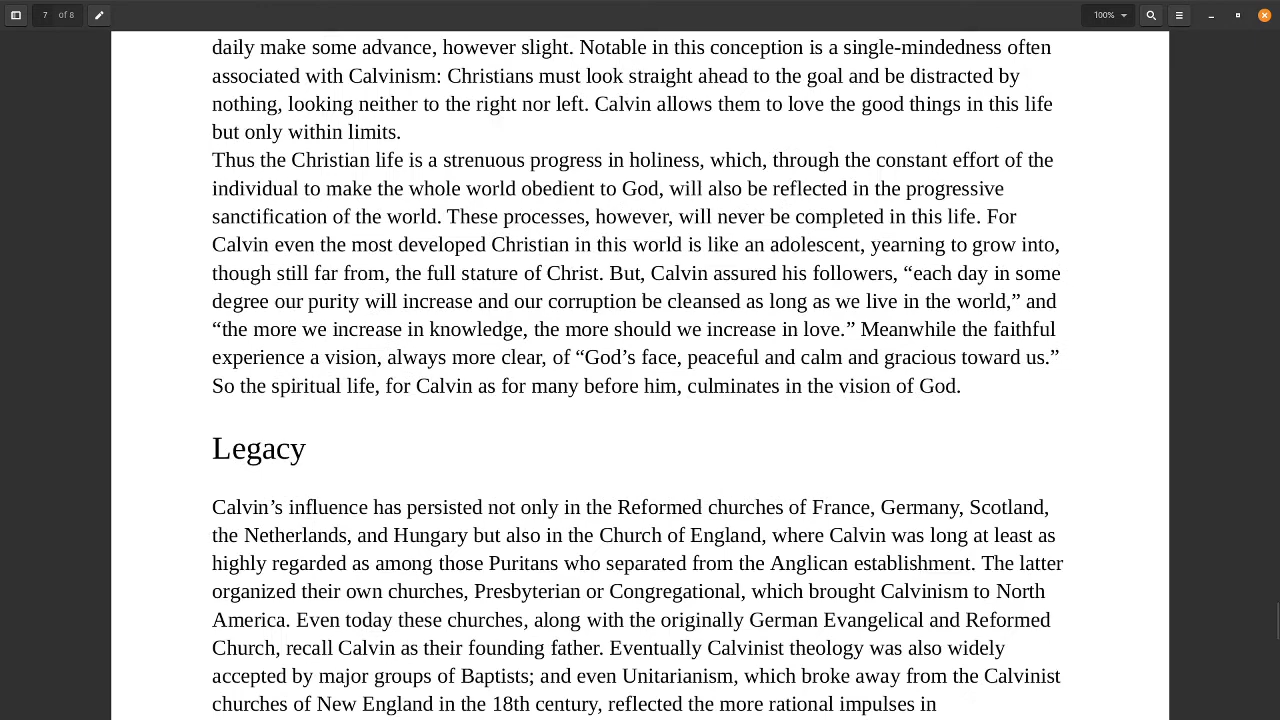 7 of 8
100%
daily make some advance, however slight. Notable in this conception is a single-mindedness often
associated with Calvinism: Christians must look straight ahead to the goal and be distracted by
nothing, looking neither to the right nor left. Calvin allows them to love the good things in this life
but only within limits.
Thus the Christian life is a strenuous progress in holiness, which, through the constant effort of the
individual to make the whole world obedient to God, will also be reflected in the progressive
sanctification of the world. These processes, however, will never be completed in this life. For
Calvin even the most developed Christian in this world is like an adolescent, yearning to grow into,
though still far from, the full stature of Christ. But, Calvin assured his followers, “each day in some
degree our purity will increase and our corruption be cleansed as long as we live in the world,” and
“the more we increase in knowledge, the more should we increase in love.” Meanwhile the faithful
experience a vision, always more clear, of “God’s face, peaceful and calm and gracious toward us.”
So the spiritual life, for Calvin as for many before him, culminates in the vision of God.
Legacy
Calvin’s influence has persisted not only in the Reformed churches of France, Germany, Scotland,
the Netherlands, and Hungary but also in the Church of England, where Calvin was long at least as
highly regarded as among those Puritans who separated from the Anglican establishment. The latter
organized their own churches, Presbyterian or Congregational, which brought Calvinism to North
America. Even today these churches, along with the originally German Evangelical and Reformed
Church, recall Calvin as their founding father. Eventually Calvinist theology was also widely
accepted by major groups of Baptists; and even Unitarianism, which broke away from the Calvinist
churches of New England in the 18th century, reflected the more rational impulses in